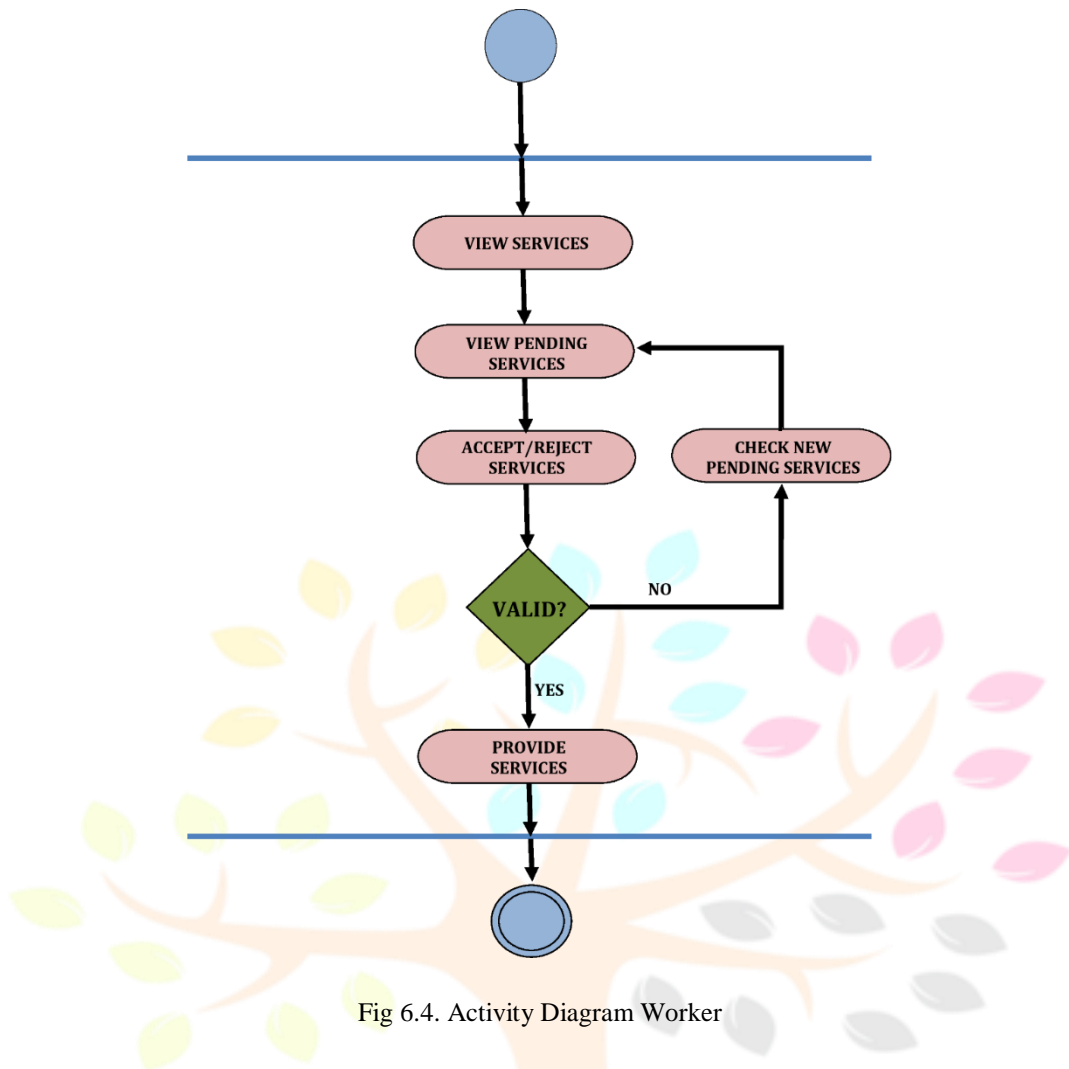 VIEW SERVICES
VIEW PENDING
SERVICES
ACCEPT/REJECT
SERVICES
CHECK NEW
PENDING SERVICES
VALID?
NO
YES
PROVIDE
SERVICES
Fig 6.4. Activity Diagram Worker